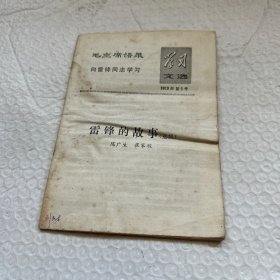 毛主席语录
向雷锋同志学习
学习
文选
雷锋的故事
陈广生 崔家骏